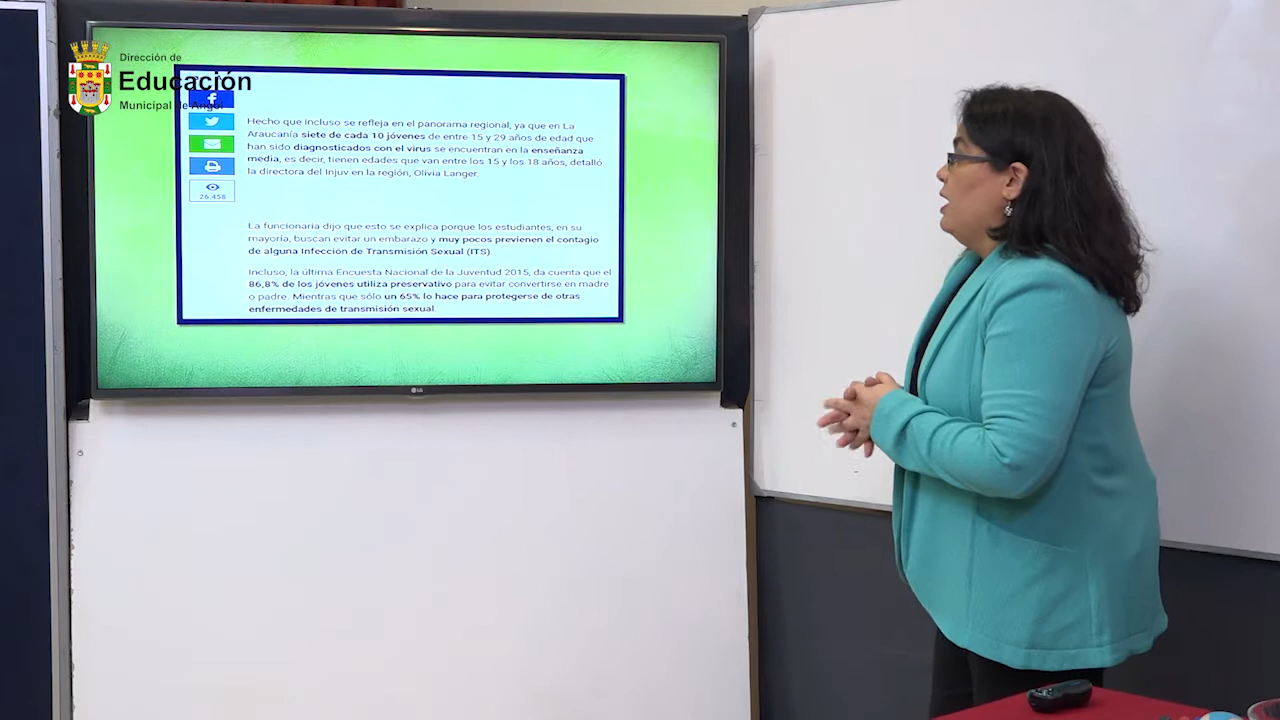 Dirección de
Educación
Municipal de Angol
Hecho que incluso se refleja en el panorama regional, ya que en La
Araucanía siete de cada 10 jóvenes de entre 15 y 29 años de edad que
han sido diagnosticados con el virus se encuentran en la enseñanza
media, es decir, tienen edades que van entre los 15 y los 18 años, detalló
la directora del Injuv en la región, Olivia Langer.
26.458
La funcionaria dijo que esto se explica porque los estudiantes, en su
mayoría, buscan evitar un embarazo y muy pocos previenen el contagio
de alguna Infección de Transmisión Sexual (ITS).
Incluso, la última Encuesta Nacional de la Juventud 2015, da cuenta que el
86,8% de los jóvenes utiliza preservativo para evitar convertirse en madre
o padre. Mientras que sólo un 65% lo hace para protegerse de otras
enfermedades de transmisión sexual.
LG